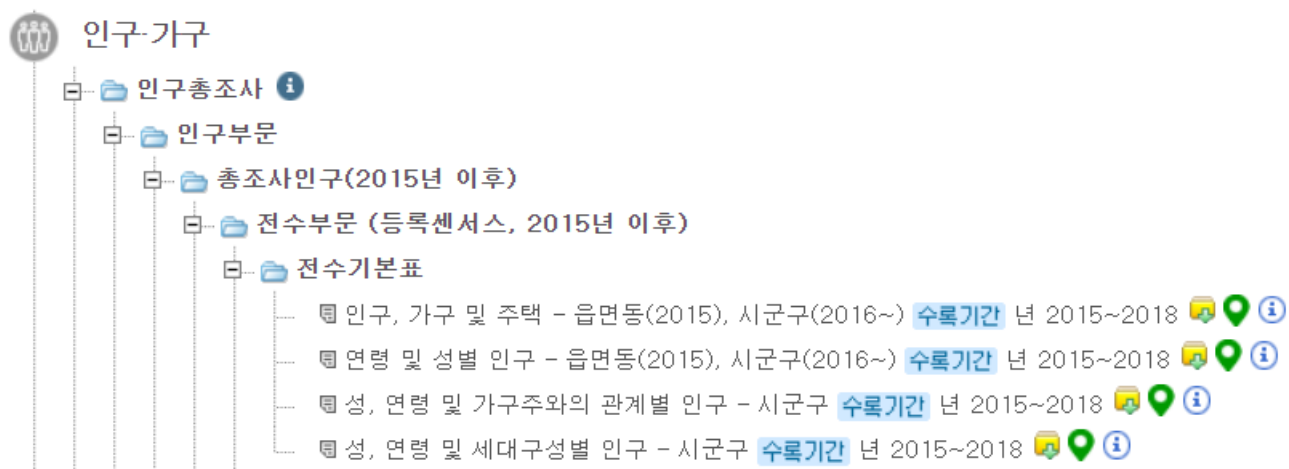 인구·가구
인구총조사
인구부문
총조사인구(2015년 이후)
전수부문 (등록센서스, 2015년 이후)
전수기본표
인구, 가구 및 주택 - 읍면동(2015), 시군구(2016~) 수록기간 년 2015~2018
연령 및 성별 인구 - 읍면동(2015), 시군구(2016~) 수록기간 년 2015~2018
성, 연령 및 가구주와의 관계별 인구 - 시군구 수록기간 년 2015~2018
성, 연령 및 세대구성별 인구 - 시군구 수록기간 년 2015~2018